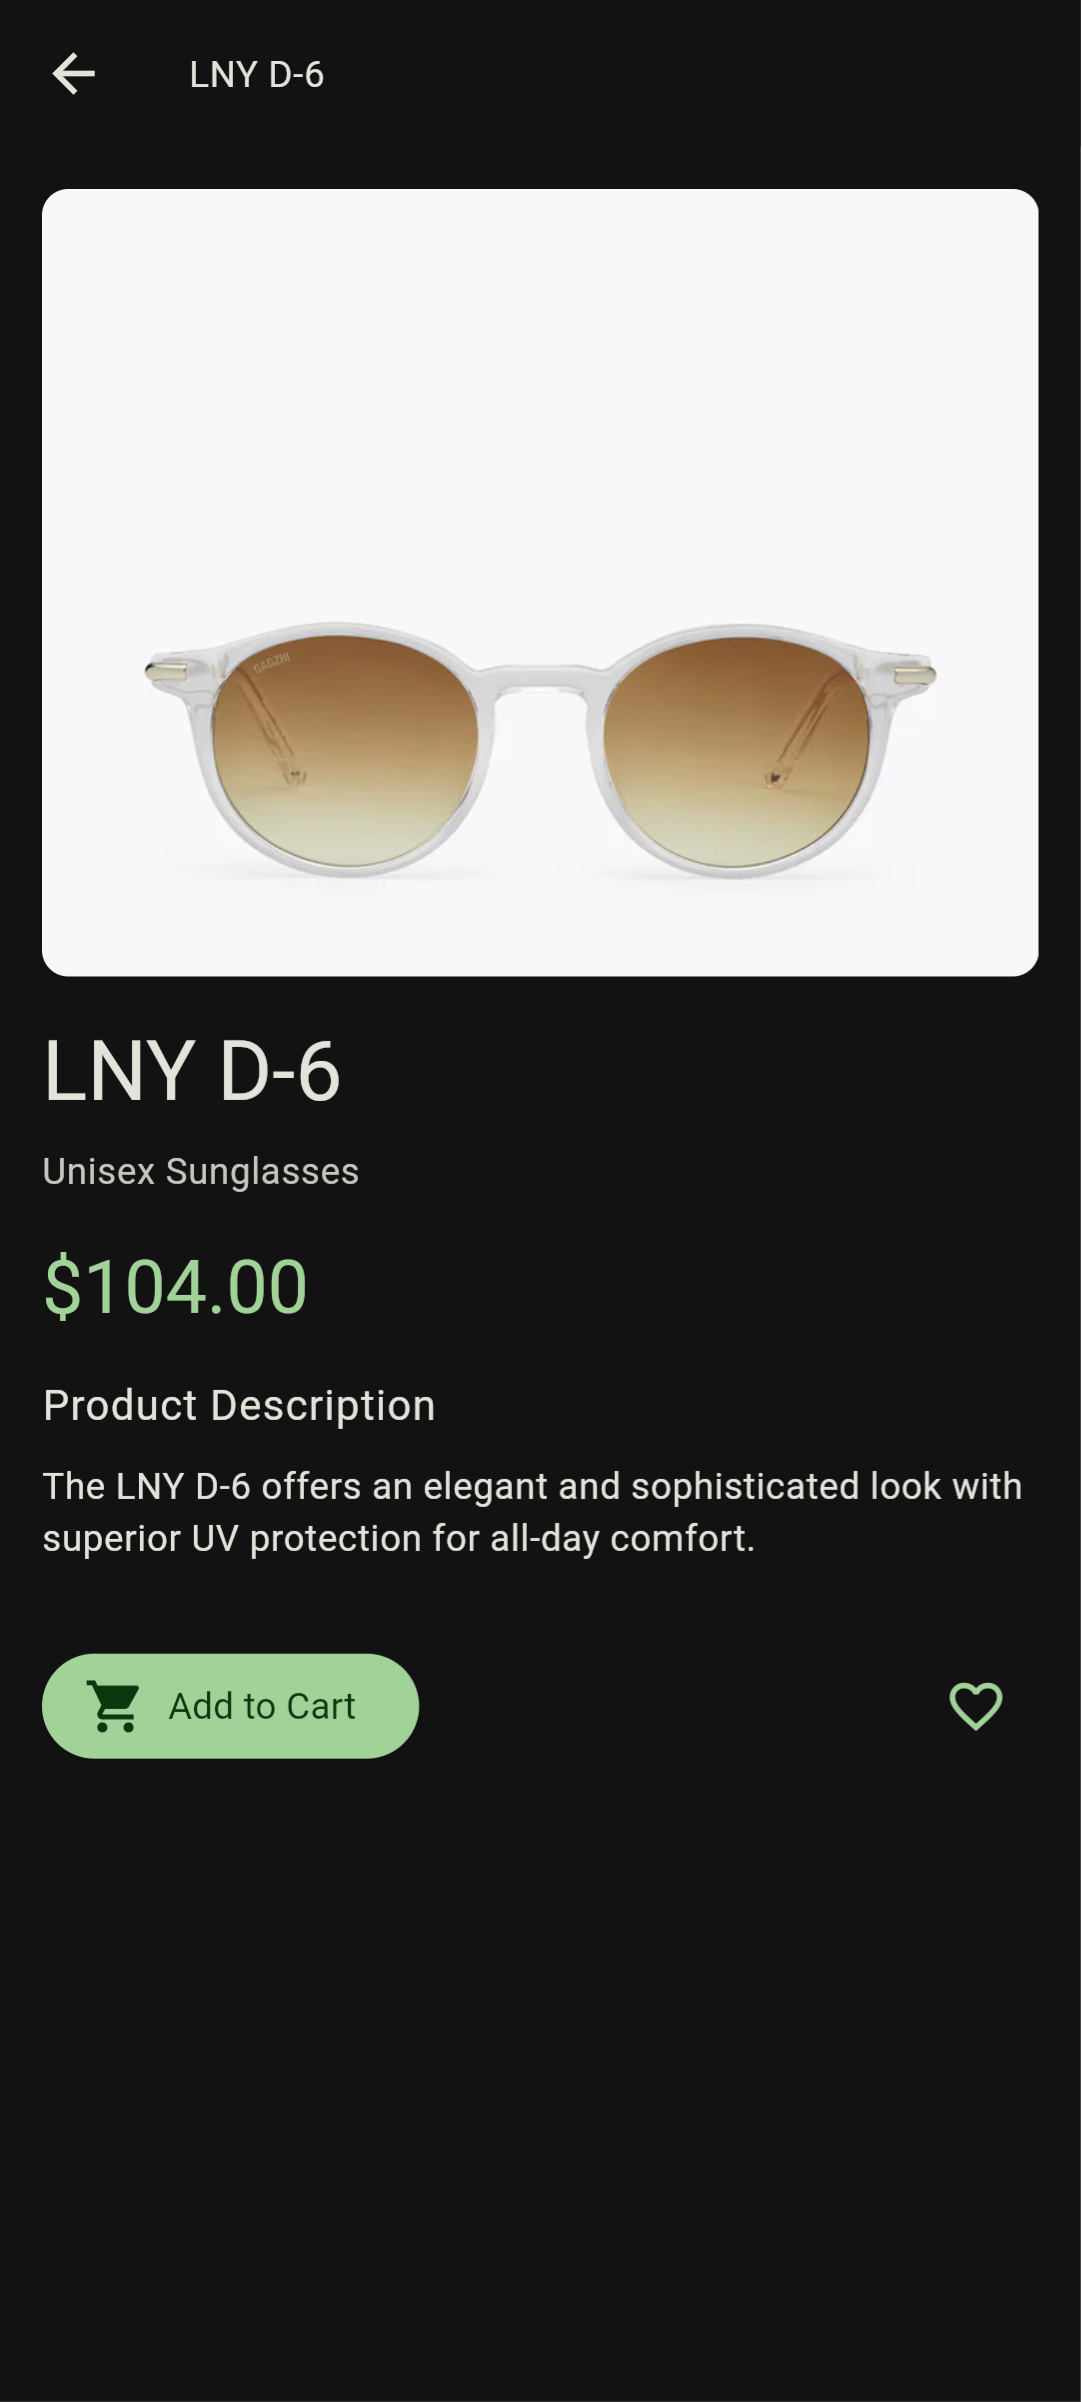 LNY D-6
GADZHI
LNY D-6
Unisex Sunglasses
$104.00
Product Description
The LNY D-6 offers an elegant and sophisticated look with
superior UV protection for all-day comfort.
Add to Cart